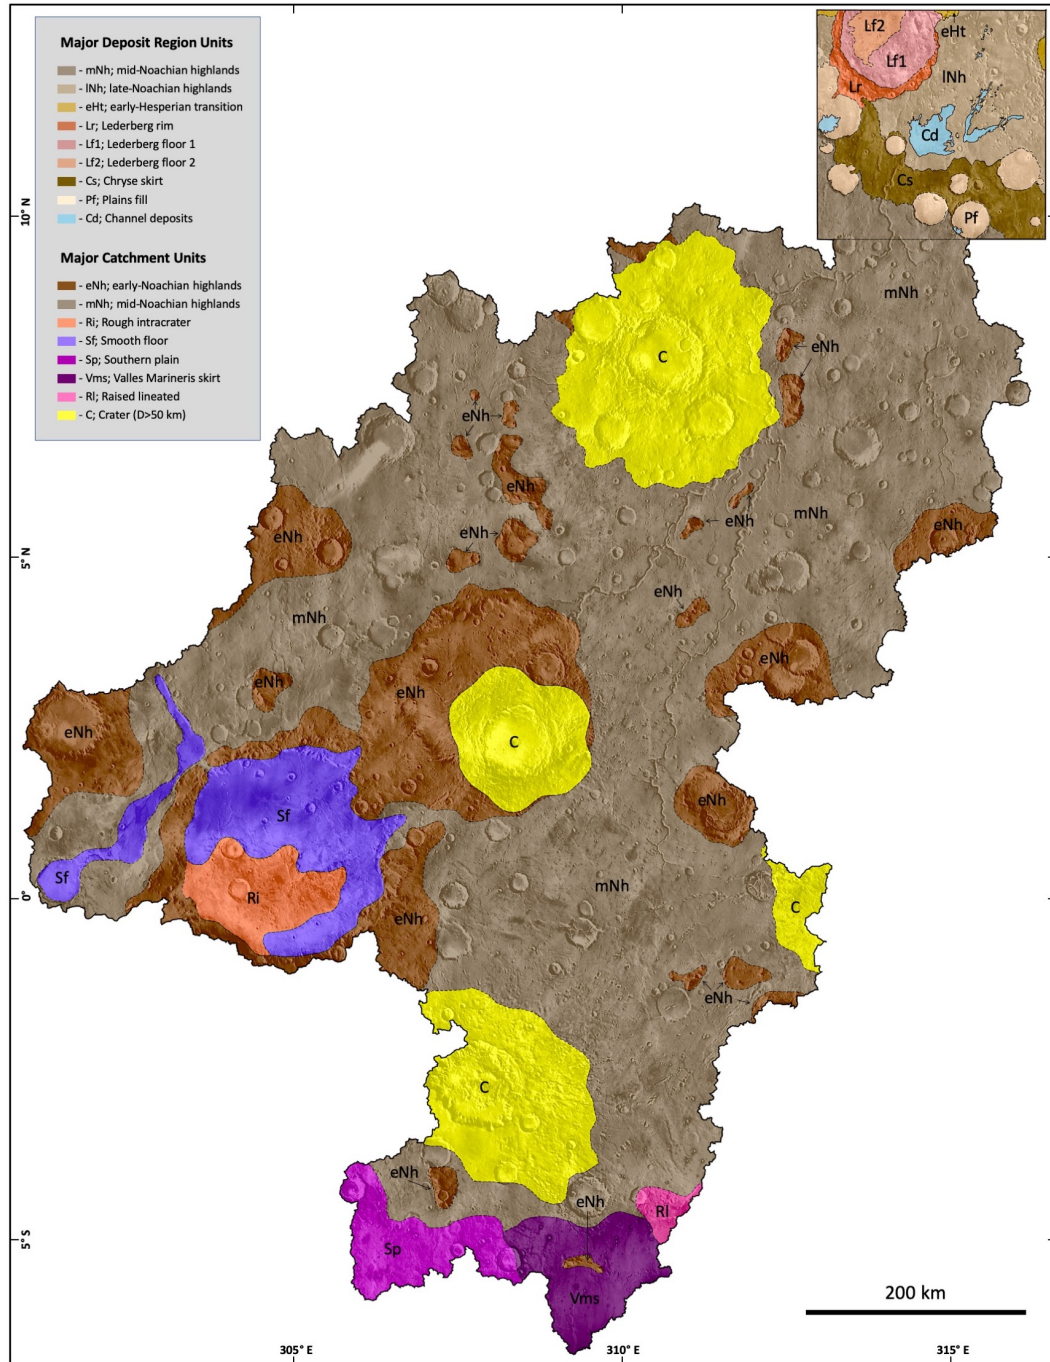 Major Deposit Region Units
- mNh; mid-Noachian highlands
- lNh; late-Noachian highlands
- eHt; early-Hesperian transition
- Lr; Lederberg rim
- Lf1; Lederberg floor 1
- Lf2; Lederberg floor 2
- Cs; Chryse skirt
- Pf; Plains fill
- Cd; Channel deposits
Major Catchment Units
- eNh; early-Noachian highlands
- mNh; mid-Noachian highlands
- Ri; Rough intracrater
- Sf; Smooth floor
- Sp; Southern plain
- Vms; Valles Marineris skirt
- Rl; Raised lineated
- C; Crater (D>50 km)
Lf2
eHt
Lf1
lNh
Lr
Cd
Cs
Pf
10° N
mNh
eNh
C
eNh
eNh
mNh
eNh
eNh
eNh
eNh
eNh
5° N
eNh
mNh
eNh
eNh
eNh
eNh
C
eNh
Sf
mNh
Sf
Ri
0°
C
eNh
eNh
C
eNh
eNh
Rl
5° S
Sp
Vms
200 km
305° E
310° E
315° E